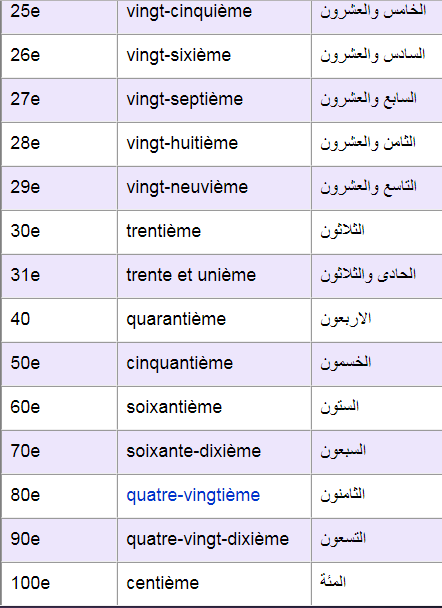 25e vingt-cinquième الخامس والعشرون
26e vingt-sixième السادس والعشرون
27e vingt-septième السابع والعشرون
28e vingt-huitième الثامن والعشرون
29e vingt-neuvième التاسع والعشرون
30e trentième الثلاثون
31e trente et unième الحادى والثلاثون
40 quarantième الاربعون
50e cinquantième الخسمون
60e soixantième الستون
70e soixante-dixième السبعون
80e quatre-vingtième الثامنون
90e quatre-vingt-dixième التسعون
100e centième المئة